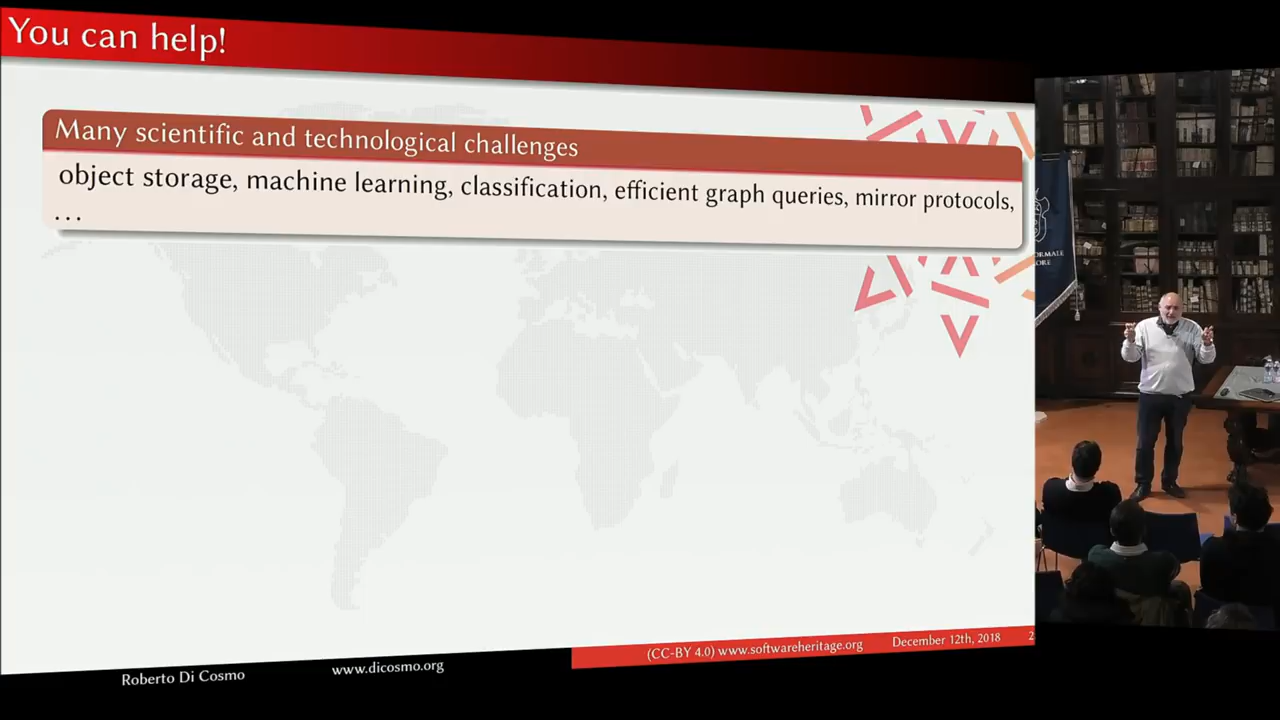 You can help!
Many scientific and technological challenges
object storage, machine learning, classification, efficient graph queries, mirror protocols,
…
(CC-BY 4.0) www.softwareheritage.org December 12th, 2018 2
Roberto Di Cosmo www.dicosmo.org